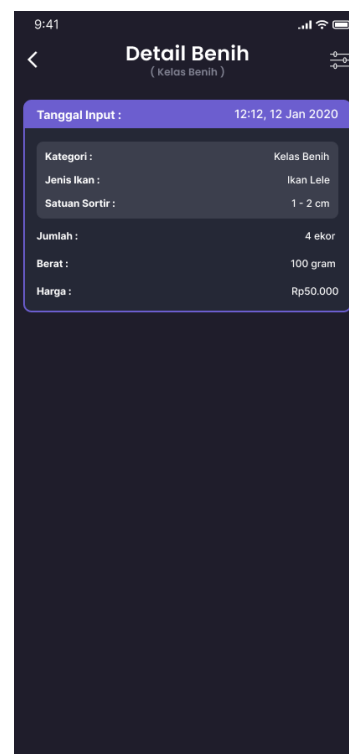 9:41
Detail Benih
( Kelas Benih )
Tanggal Input : 12:12, 12 Jan 2020
Kategori : Kelas Benih
Jenis Ikan : Ikan Lele
Satuan Sortir : 1 - 2 cm
Jumlah : 4 ekor
Berat : 100 gram
Harga : Rp50.000